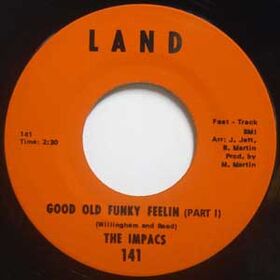 LAND
141
Time: 2:30
Fast - Track
BMI
Arr: J. Jett,
B. Martin
Prod. by
M. Martin
GOOD OLD FUNKY FEELIN (PART I)
(Willingham and Reed)
THE IMPACS
141